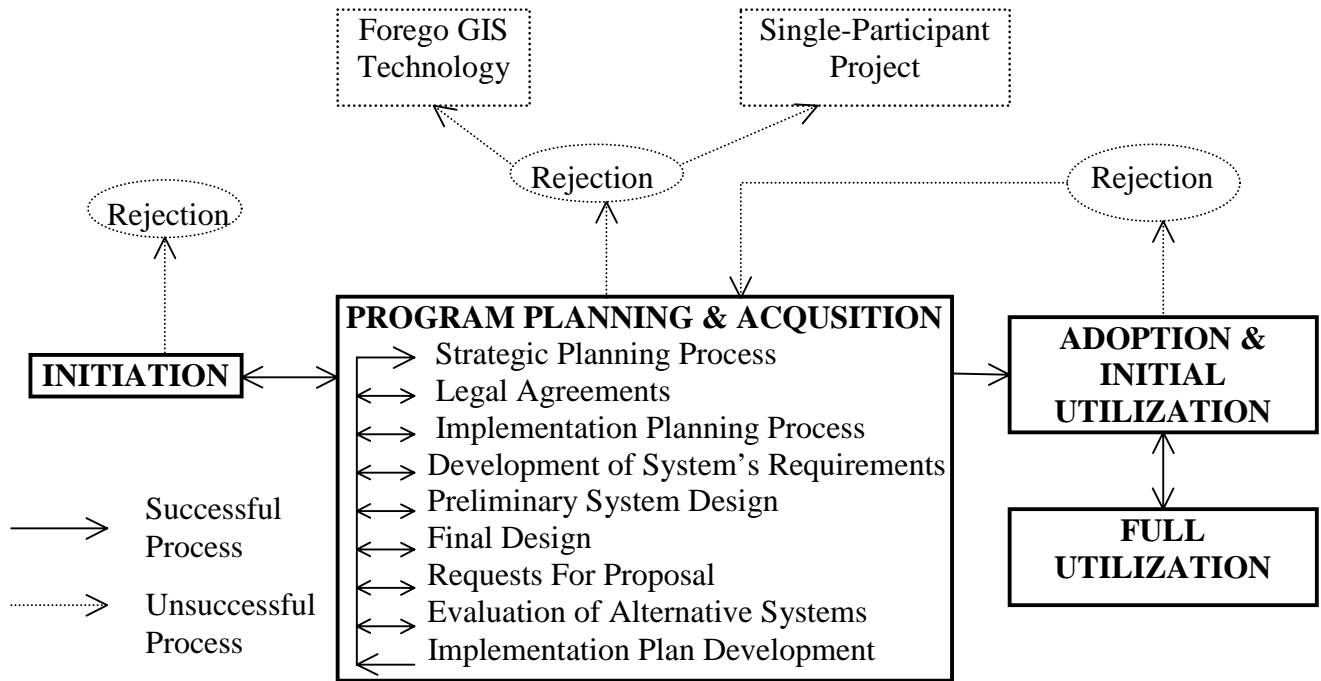 Forego GIS
Technology
Single-Participant
Project
Rejection
Rejection
Rejection
INITIATION
PROGRAM PLANNING & ACQUSITION
Strategic Planning Process
Legal Agreements
Implementation Planning Process
Development of System's Requirements
Preliminary System Design
Final Design
Requests For Proposal
Evaluation of Alternative Systems
Implementation Plan Development
ADOPTION &
INITIAL
UTILIZATION
FULL
UTILIZATION
Successful
Process
Unsuccessful
Process